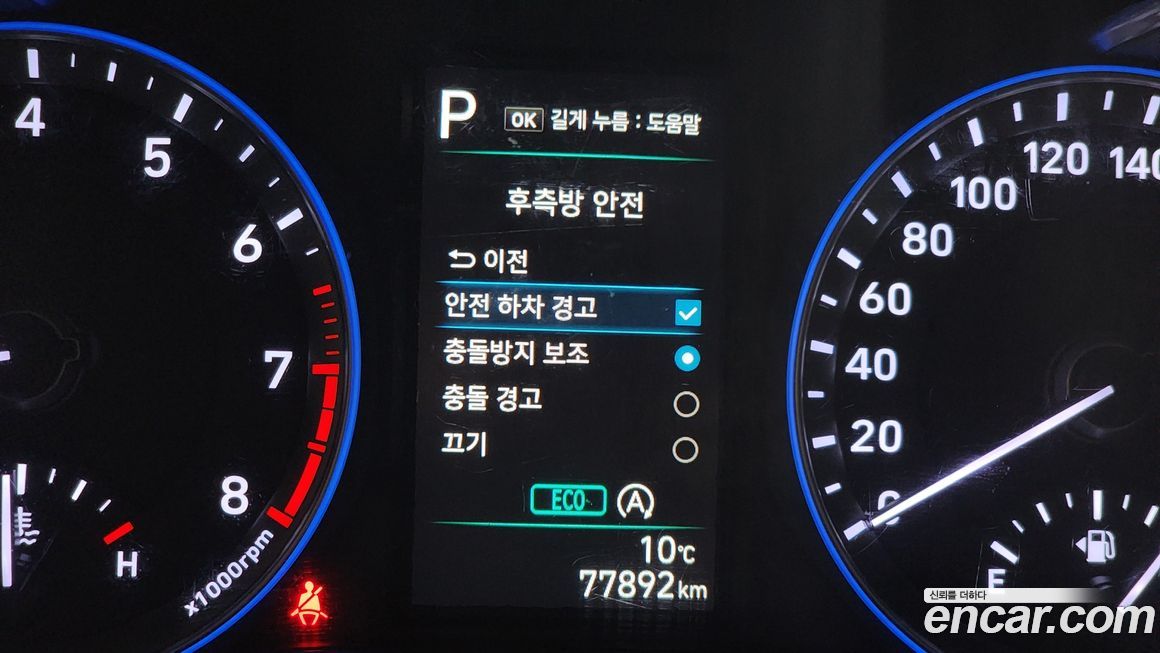 4
5
6
7
8
x1000rpm
H
P
OK 길게 누름 : 도움말
후측방 안전
이전
안전 하차 경고
충돌방지 보조
충돌 경고
끄기
ECO
A
10℃
77892km
0
20
40
60
80
100
120
140
E
신뢰를 더하다
encar.com